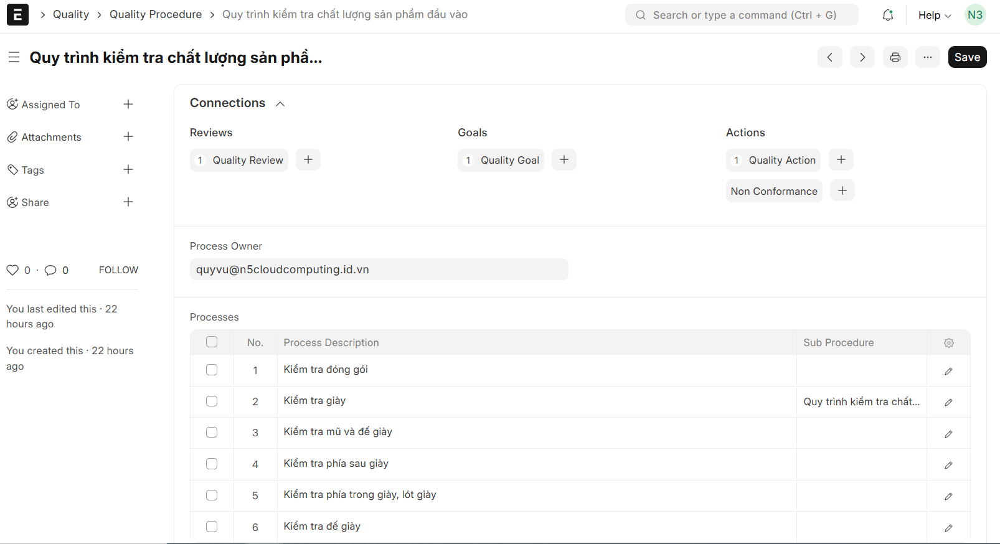 E
Quality
Quality Procedure
Quy trình kiểm tra chất lượng sản phầm đầu vào
Search or type a command (Ctrl + G)
Help
N3
Quy trình kiểm tra chất lượng sản phầ...
Save
Assigned To
Attachments
Tags
Share
0 · 0
FOLLOW
You last edited this · 22
hours ago
You created this · 22 hours
ago
Connections
Reviews
Goals
Actions
1 Quality Review
1 Quality Goal
1 Quality Action
Non Conformance
Process Owner
quyvu@n5cloudcomputing.id.vn
Processes
No. Process Description Sub Procedure
1 Kiểm tra đóng gói
2 Kiểm tra giày Quy trình kiểm tra chất...
3 Kiểm tra mũ và đế giày
4 Kiểm tra phía sau giày
5 Kiểm tra phía trong giày, lót giày
6 Kiểm tra đế giày